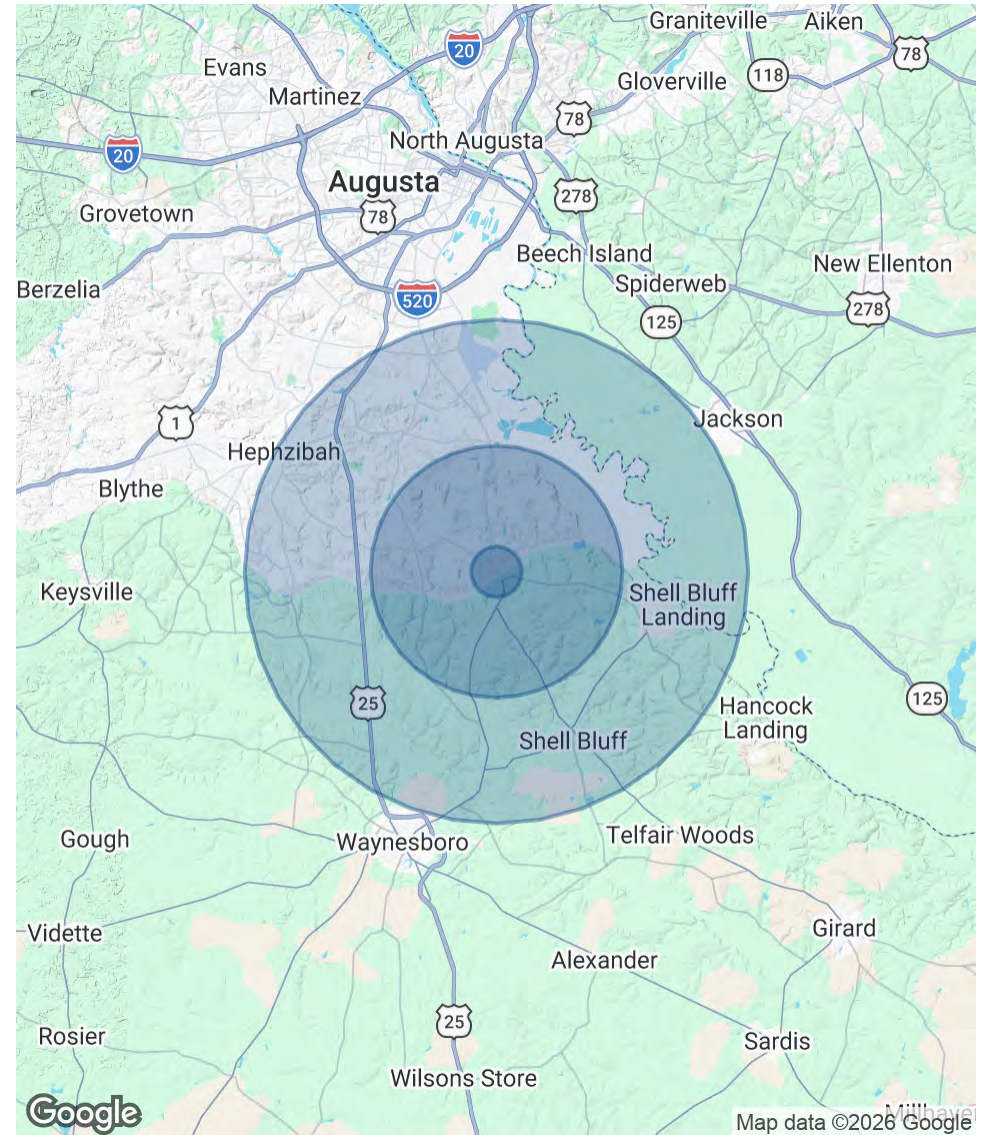 Graniteville
Aiken
20
78
Evans
Gloverville
118
Martinez
78
North Augusta
20
Augusta
278
Grovetown
78
Beech Island
New Ellenton
Berzelia
Spiderweb
520
278
125
1
Jackson
Hephzibah
Blythe
Keysville
Shell Bluff
Landing
25
125
Hancock
Landing
Shell Bluff
Gough
Waynesboro
Telfair Woods
Vidette
Girard
Alexander
25
Rosier
Sardis
Wilsons Store
Google
Millhaven
Map data ©2026 Google